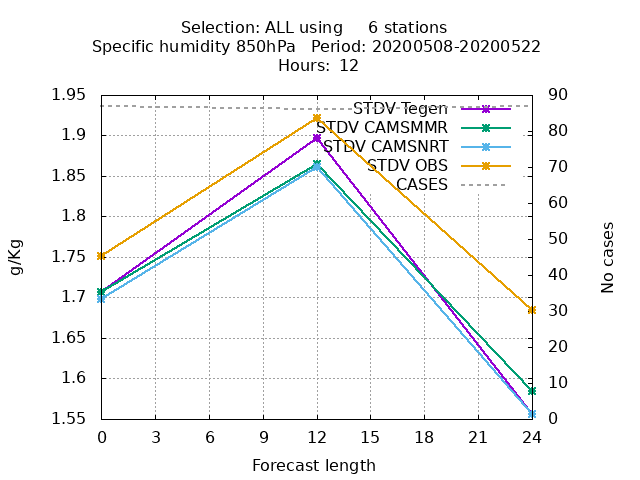 Selection: ALL using     6 stations
Specific humidity 850hPa   Period: 20200508-20200522
Hours:  12
1.95
1.9
1.85
1.8
1.75
1.7
1.65
1.6
1.55
g/Kg
STDV Tegen
STDV CAMSMMR
STDV CAMSNRT
STDV OBS
CASES
90
80
70
60
50
40
30
20
10
0
No cases
0 3 6 9 12 15 18 21 24
Forecast length